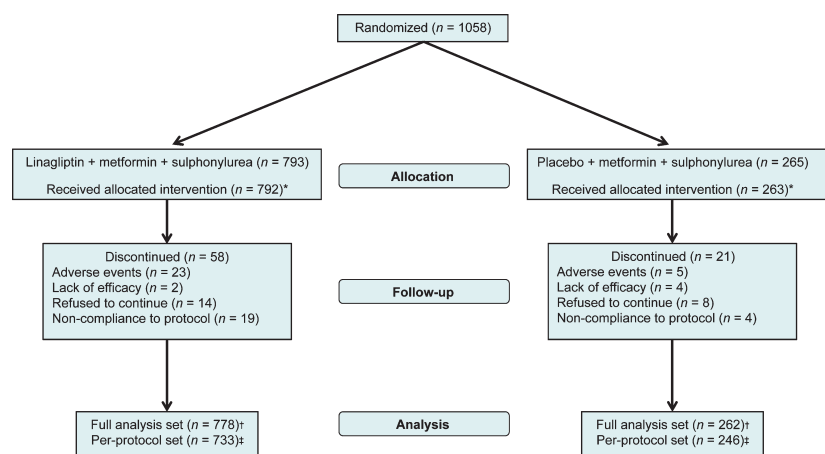 Randomized (n = 1058)
Linagliptin + metformin + sulphonylurea (n = 793)
Received allocated intervention (n = 792)*
Allocation
Placebo + metformin + sulphonylurea (n = 265)
Received allocated intervention (n = 263)*
Discontinued (n = 58)
Adverse events (n = 23)
Lack of efficacy (n = 2)
Refused to continue (n = 14)
Non-compliance to protocol (n = 19)
Follow-up
Discontinued (n = 21)
Adverse events (n = 5)
Lack of efficacy (n = 4)
Refused to continue (n = 8)
Non-compliance to protocol (n = 4)
Full analysis set (n = 778)†
Per-protocol set (n = 733)‡
Analysis
Full analysis set (n = 262)†
Per-protocol set (n = 246)‡